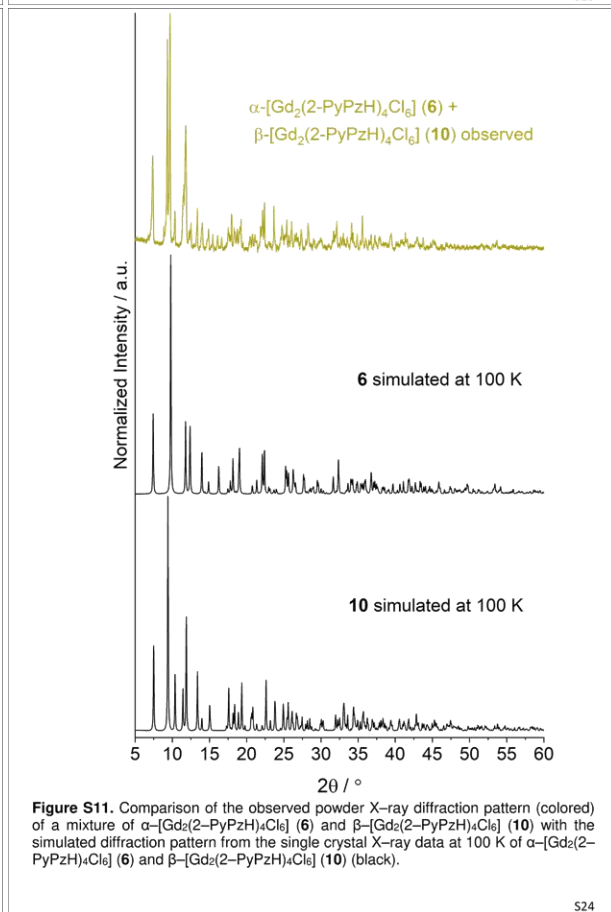 α-[Gd2(2-PyPzH)4Cl6] (6) +
β-[Gd2(2-PyPzH)4Cl6] (10) observed
Normalized Intensity / a.u.
6 simulated at 100 K
10 simulated at 100 K
5 10 15 20 25 30 35 40 45 50 55 60
2θ / °
Figure S11. Comparison of the observed powder X–ray diffraction pattern (colored)
of a mixture of α–[Gd2(2–PyPzH)4Cl6] (6) and β–[Gd2(2–PyPzH)4Cl6] (10) with the
simulated diffraction pattern from the single crystal X–ray data at 100 K of α–[Gd2(2–
PyPzH)4Cl6] (6) and β–[Gd2(2–PyPzH)4Cl6] (10) (black).
S24